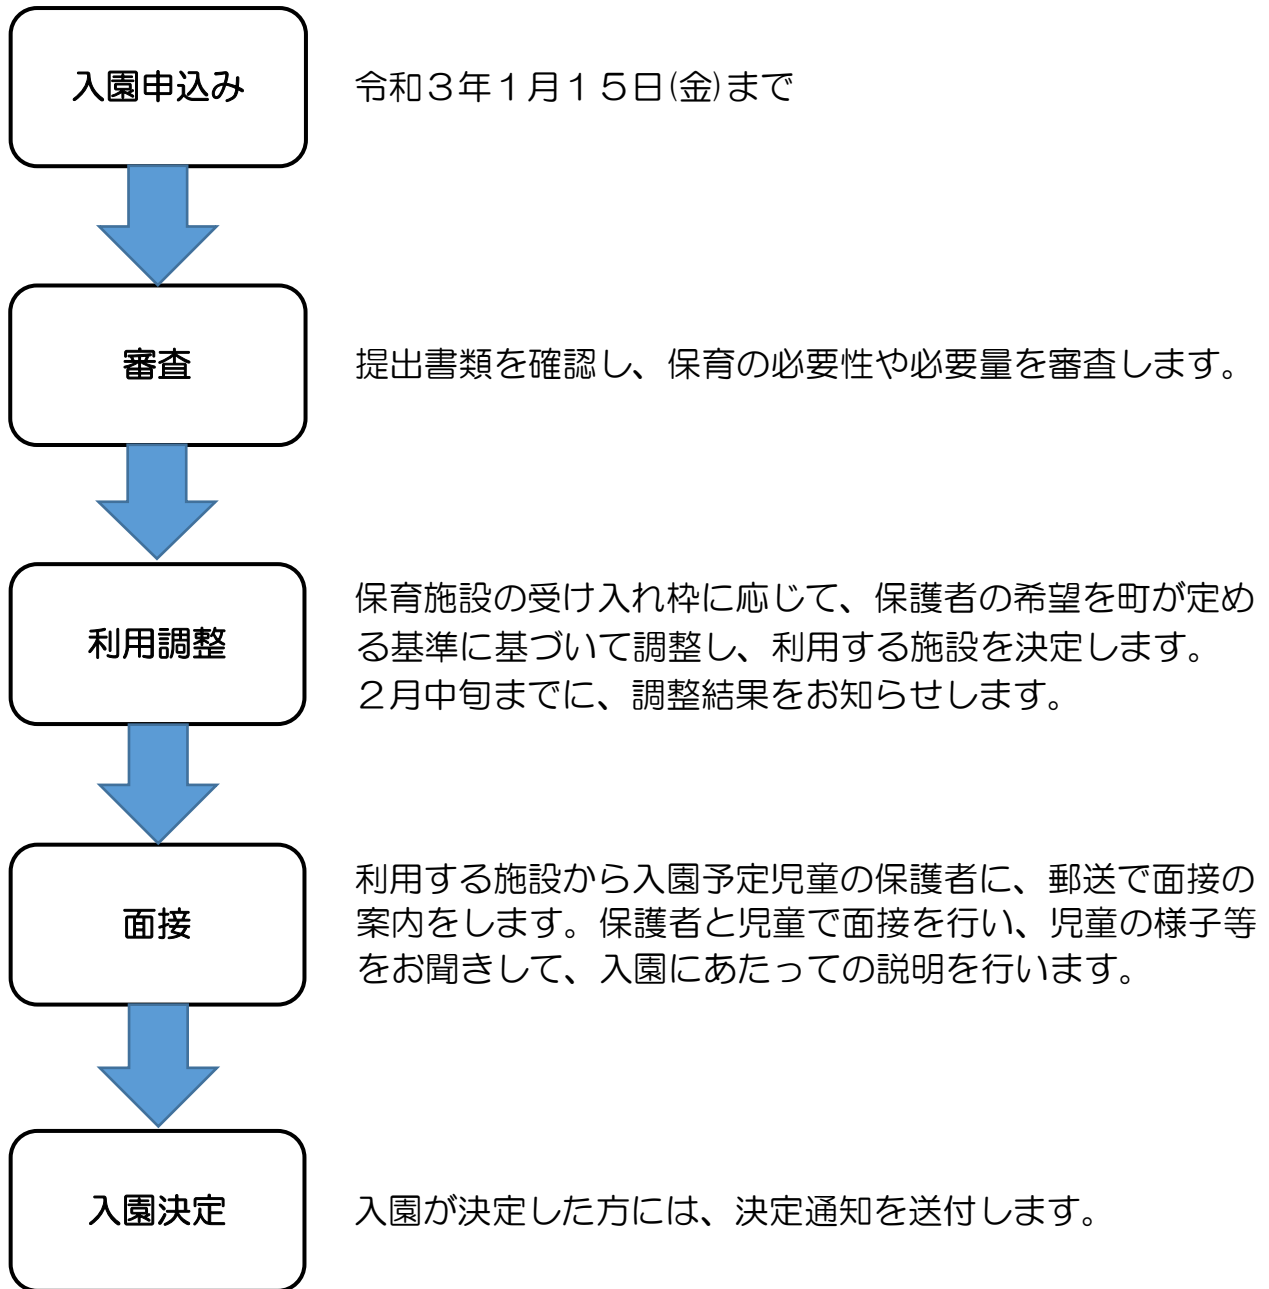 入園申込み
令和３年１月１５日(金)まで
審査
提出書類を確認し、保育の必要性や必要量を審査します。
利用調整
保育施設の受け入れ枠に応じて、保護者の希望を町が定め
る基準に基づいて調整し、利用する施設を決定します。
２月中旬までに、調整結果をお知らせします。
面接
利用する施設から入園予定児童の保護者に、郵送で面接の
案内をします。保護者と児童で面接を行い、児童の様子等
をお聞きして、入園にあたっての説明を行います。
入園決定
入園が決定した方には、決定通知を送付します。